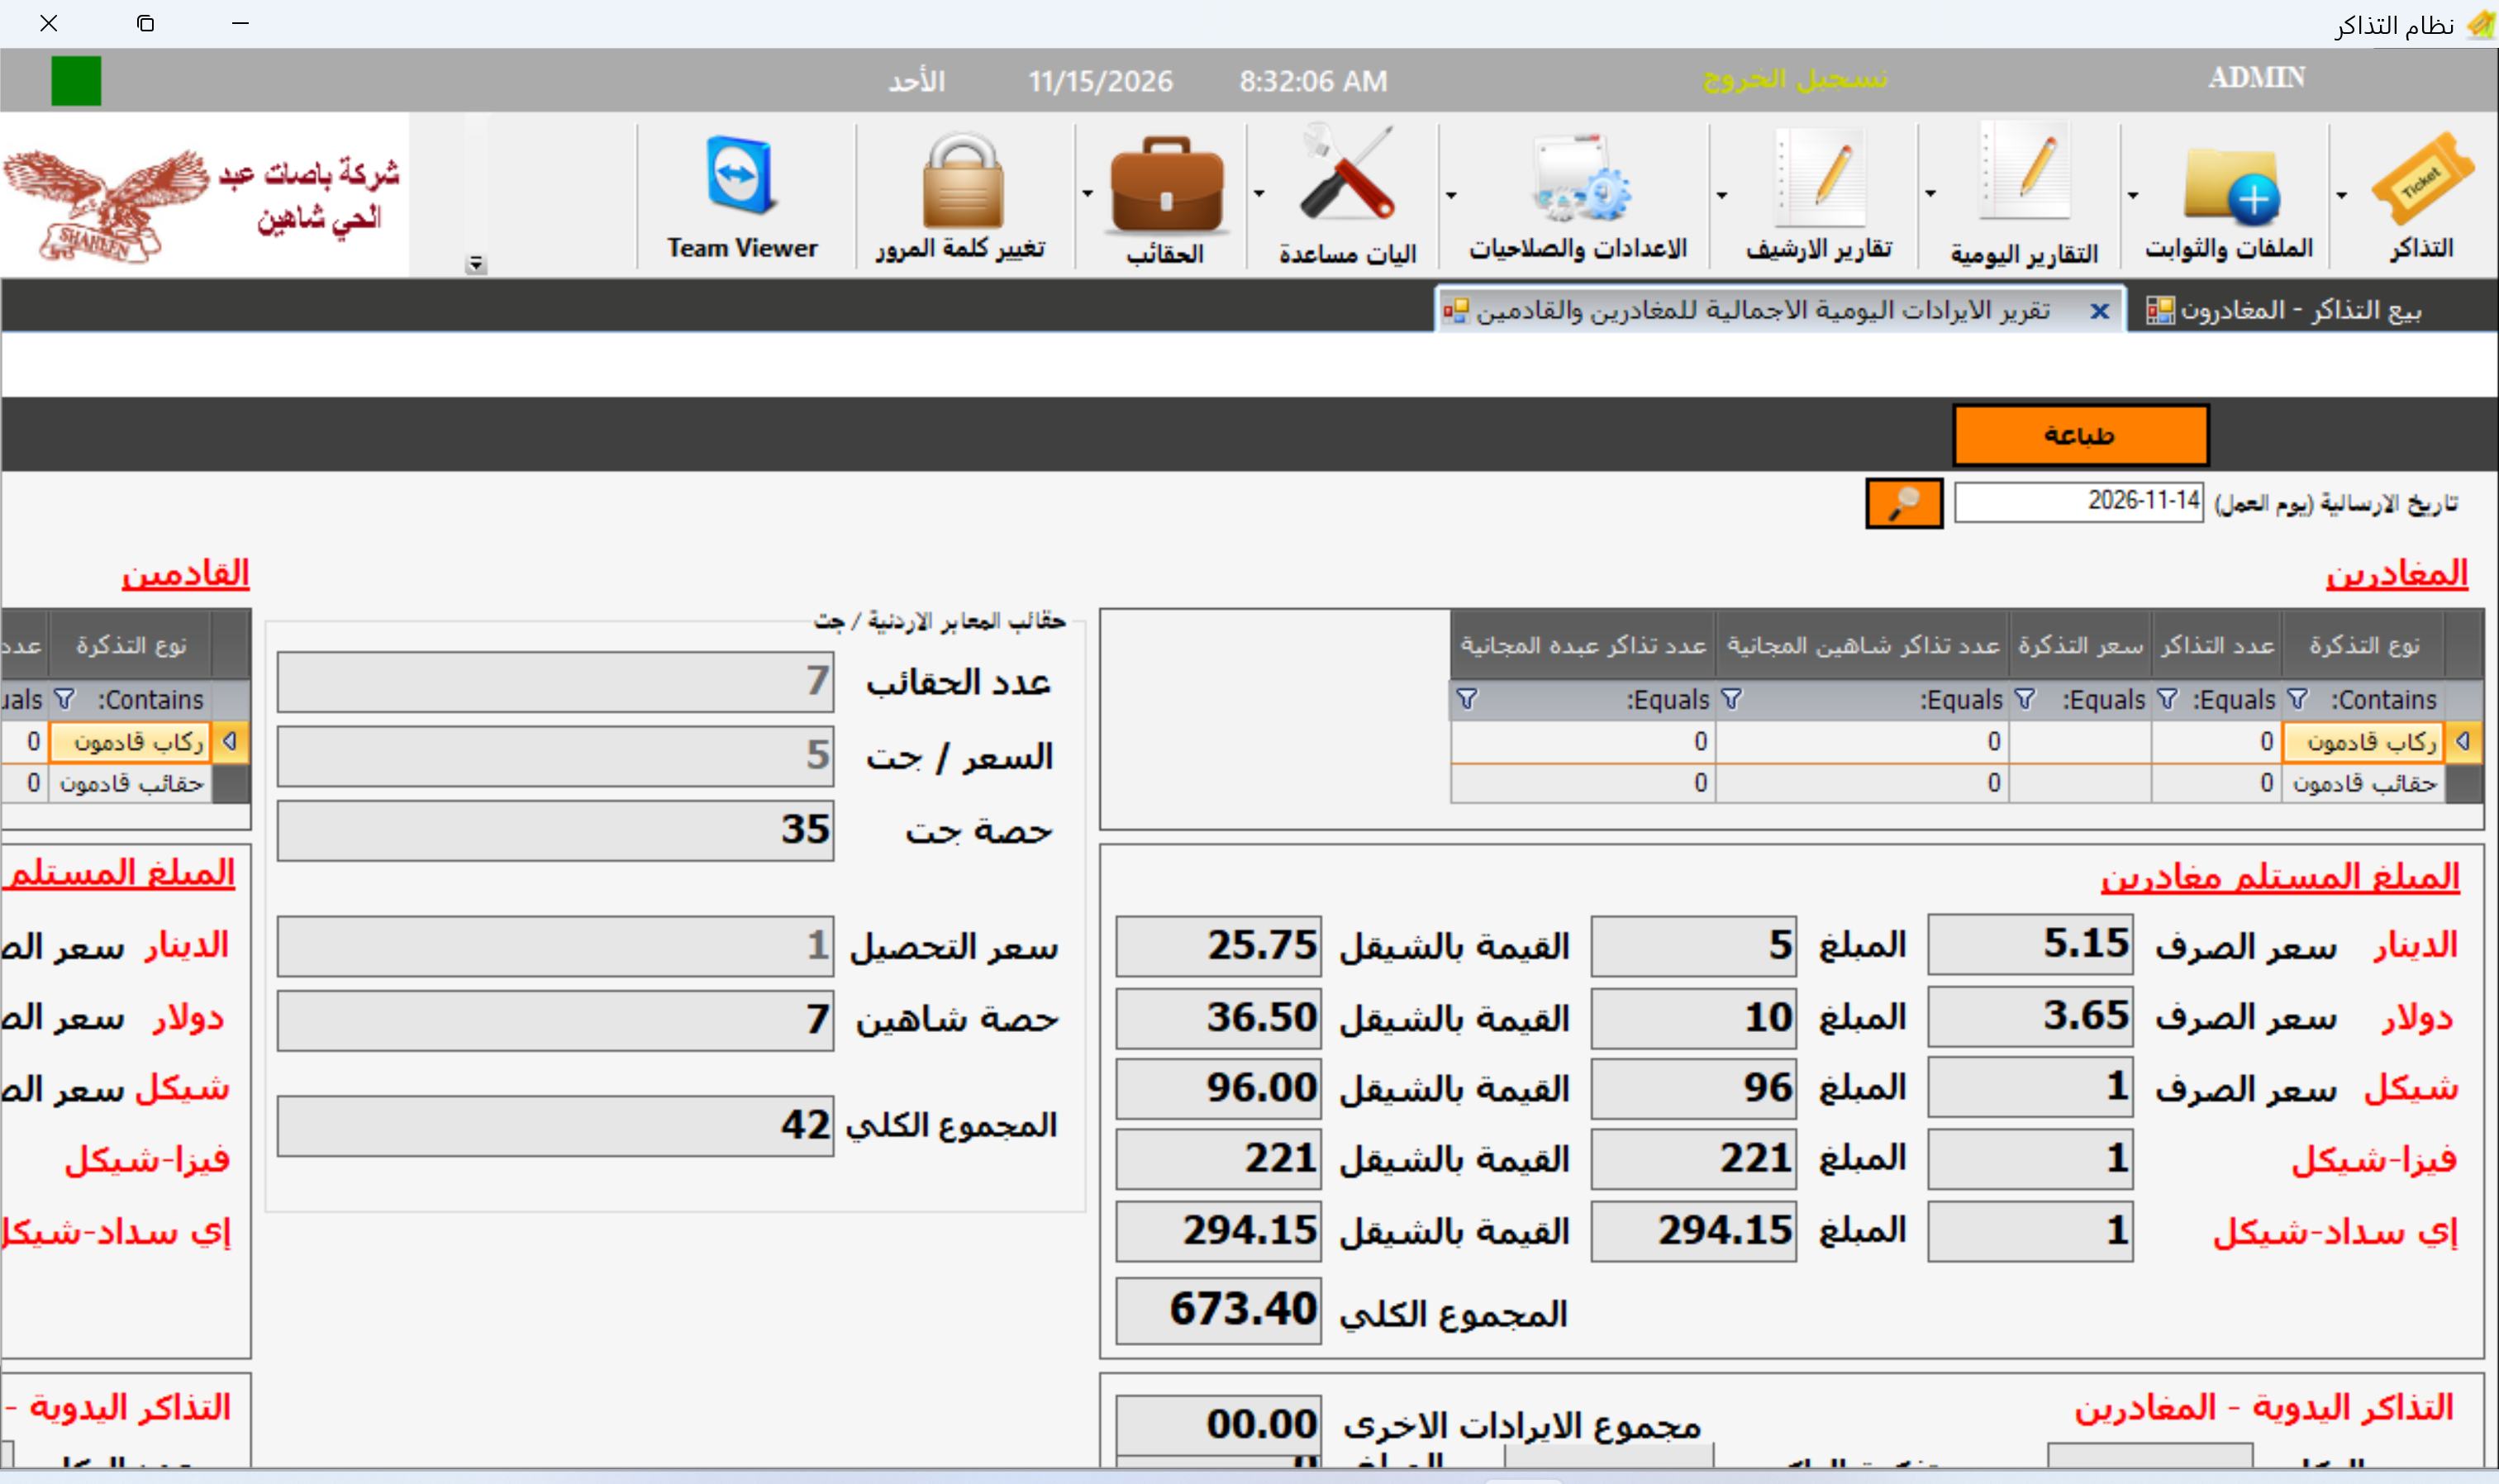 نظام التذاكر
ADMIN تسجيل الخروج 8:32:06 AM 11/15/2026 الأحد
التذاكر الملفات والثوابت التقارير اليومية تقارير الارشيف الاعدادات والصلاحيات اليات مساعدة الحقائب تغيير كلمة المرور Team Viewer
Ticket
شركة باصات عبد
الحي شاهين
SHAHEEN
بيع التذاكر - المغادرون تقرير الايرادات اليومية الاجمالية للمغادرين والقادمين
طباعة
تاريخ الارسالية (يوم العمل) 2026-11-14
المغادرين
نوع التذكرة عدد التذاكر سعر التذكرة عدد تذاكر شاهين المجانية عدد تذاكر عبده المجانية
Contains: Equals: Equals: Equals: Equals:
ركاب قادمون 0 0 0
حقائب قادمون 0 0 0
المبلغ المستلم مغادرين
الدينار سعر الصرف 5.15 المبلغ 5 القيمة بالشيقل 25.75
دولار سعر الصرف 3.65 المبلغ 10 القيمة بالشيقل 36.50
شيكل سعر الصرف 1 المبلغ 96 القيمة بالشيقل 96.00
فيزا-شيكل 1 المبلغ 221 القيمة بالشيقل 221
إي سداد-شيكل 1 المبلغ 294.15 القيمة بالشيقل 294.15
المجموع الكلي 673.40
التذاكر اليدوية - المغادرين
مجموع الايرادات الاخرى 00.00
حقائب المعابر الاردنية / جت
عدد الحقائب 7
السعر / جت 5
حصة جت 35
سعر التحصيل 1
حصة شاهين 7
المجموع الكلي 42
القادمين
نوع التذكرة عدد
Contains: uals
ركاب قادمون 0
حقائب قادمون 0
المبلغ المستلم
الدينار سعر الص
دولار سعر الص
شيكل سعر الص
فيزا-شيكل
إي سداد-شيكل
التذاكر اليدوية -